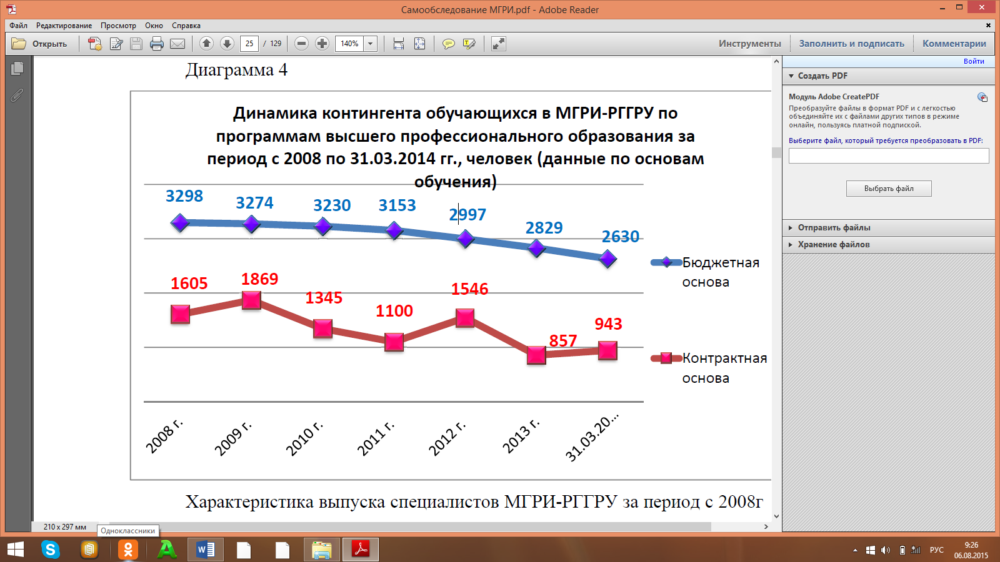 Самообследование МГРИ.pdf - Adobe Reader
Файл Редактирование Просмотр Окно Справка
Открыть 25 / 129 140% Инструменты Заполнить и подписать Комментарии
Войти
Создать PDF
Модуль Adobe CreatePDF
Преобразуйте файлы в формат PDF и с легкостью
объединяйте их с файлами других типов в режиме
онлайн, пользуясь платной подпиской.
Выберите файл, который требуется преобразовать в PDF:
Выбрать файл
Отправить файлы
Хранение файлов
Диаграмма 4
Динамика контингента обучающихся в МГРИ-РГГРУ по
программам высшего профессионального образования за
период с 2008 по 31.03.2014 гг., человек (данные по основам
обучения)
3298 3274 3230 3153 2997 2829 2630
1605 1869 1345 1100 1546 857 943
Бюджетная
основа
Контрактная
основа
2008 г. 2009 г. 2010 г. 2011 г. 2012 г. 2013 г. 31.03.20...
Характеристика выпуска специалистов МГРИ-РГГРУ за период с 2008г
210 x 297 мм
Одноклассники
РУС
9:26
06.08.2015